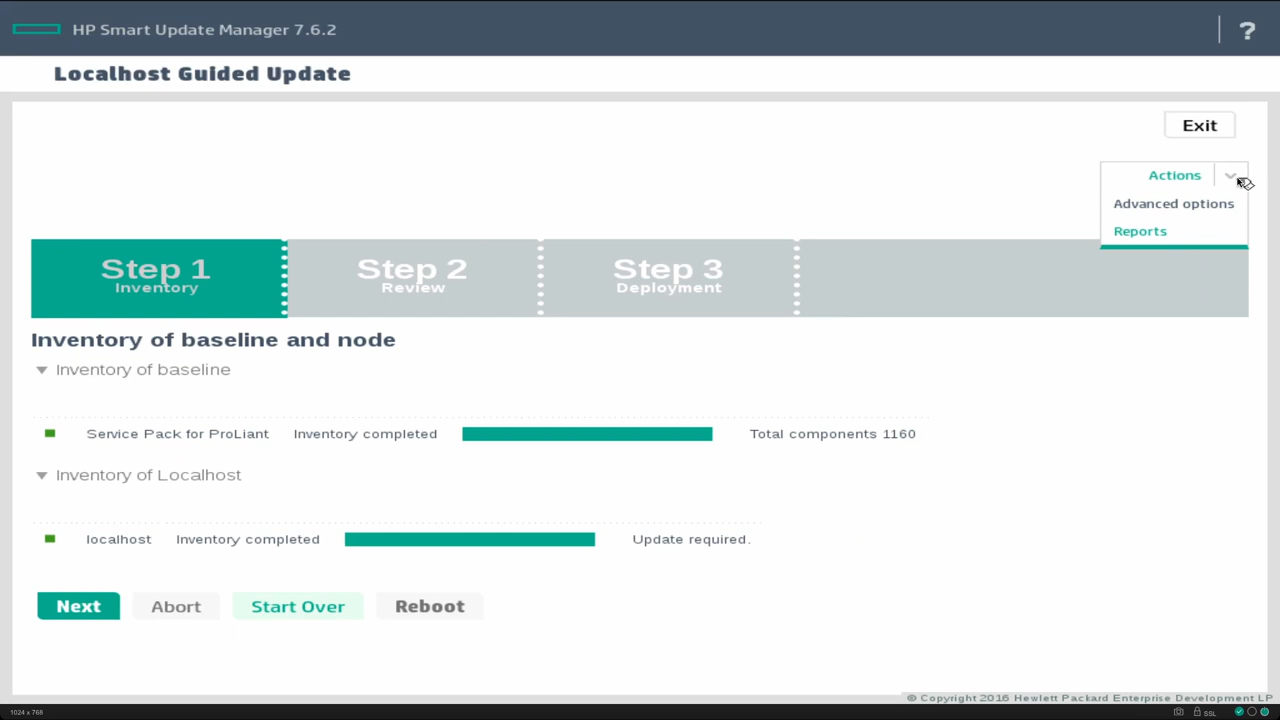 HP Smart Update Manager 7.6.2
?
Localhost Guided Update
Exit
Actions
Advanced options
Reports
Step 1
Inventory
Step 2
Review
Step 3
Deployment
Inventory of baseline and node
Inventory of baseline
Service Pack for ProLiant Inventory completed Total components 1160
Inventory of Localhost
localhost Inventory completed Update required.
Next Abort Start Over Reboot
© Copyright 2016 Hewlett Packard Enterprise Development LP
1024 x 768 SSL